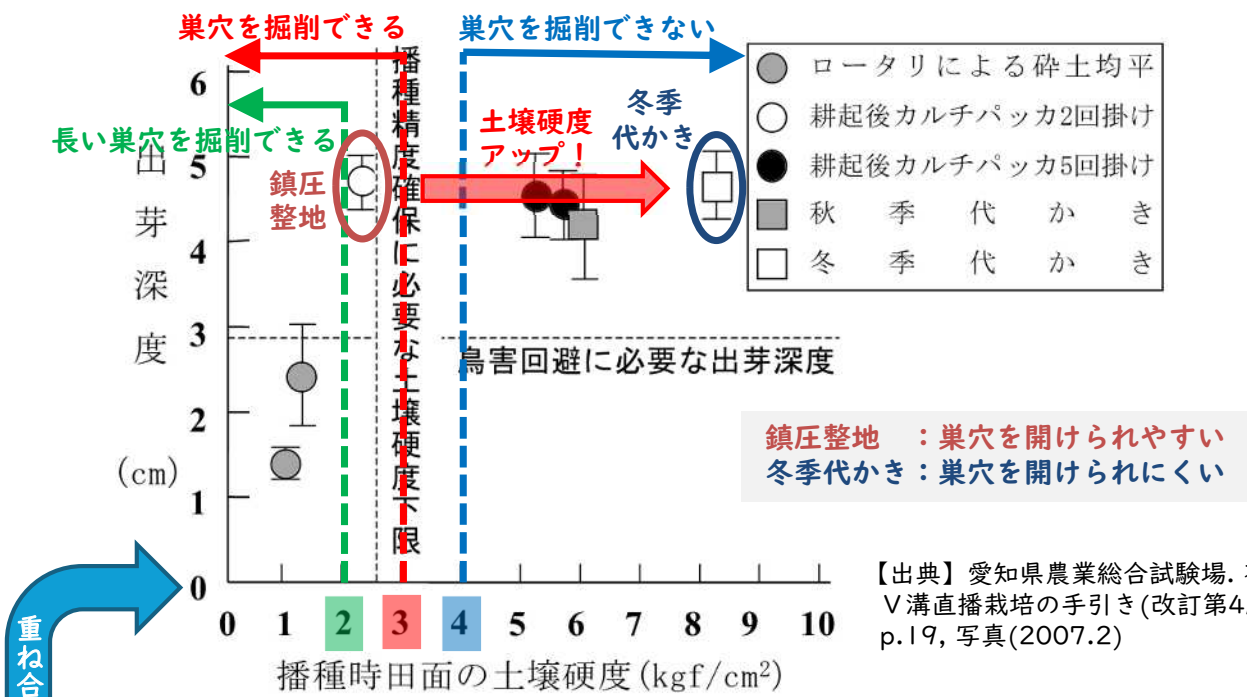 巣穴を掘削できる
巣穴を掘削できない
長い巣穴を掘削できる
鎮圧
整地
土壌硬度
アップ！
冬季
代かき
ロータリによる砕土均平
耕起後カルチパッカ2回掛け
耕起後カルチパッカ5回掛け
秋季代かき
冬季代かき
出芽深度
(cm)
6
5
4
3
2
1
0
播種精度確保に必要な土壌硬度下限
鳥害回避に必要な出芽深度
鎮圧整地　：巣穴を開けられやすい
冬季代かき：巣穴を開けられにくい
0 1 2 3 4 5 6 7 8 9 10
播種時田面の土壌硬度(kgf/cm²)
【出典】愛知県農業総合試験場.
V溝直播栽培の手引き(改訂第4
p.19, 写真(2007.2)
重ね合